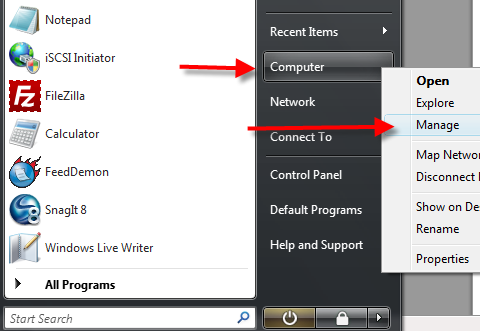 Notepad
iSCSI Initiator
FileZilla
Calculator
FeedDemon
SnagIt 8
Windows Live Writer
All Programs
Start Search
Recent Items
Computer
Network
Connect To
Control Panel
Default Programs
Help and Support
Open
Explore
Manage
Map Netwo
Disconnect
Show on De
Rename
Properties